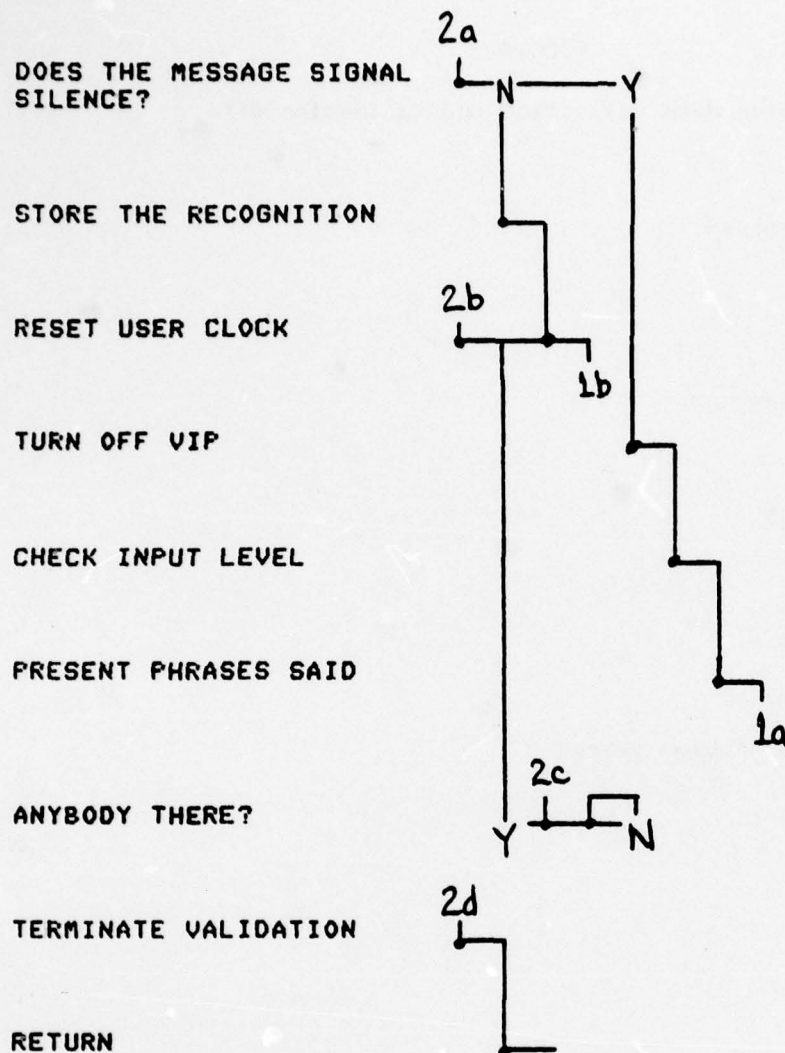 2a
DOES THE MESSAGE SIGNAL N Y
SILENCE?
STORE THE RECOGNITION
2b
RESET USER CLOCK
1b
TURN OFF VIP
CHECK INPUT LEVEL
PRESENT PHRASES SAID
1a
2c
ANYBODY THERE? Y N
2d
TERMINATE VALIDATION
RETURN